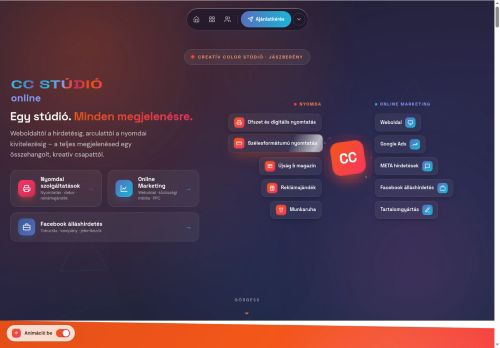 Ajánlatkérés
CREATÍV COLOR STÚDIÓ · JÁSZBERÉNY
CC STÚDIÓ
online
Egy stúdió. Minden megjelenésre.
Weboldaltól a hirdetésig, arculattól a nyomdai
kivitelezésig – a teljes megjelenésed egy
összehangolt, kreatív csapattól.
Nyomdai
szolgáltatások
Online
Marketing
Facebook álláshirdetés
NYOMDA
Ofszet és digitális nyomtatás
Szélesformátumú nyomtatás
Újság & magazin
Reklámajándék
Munkaruha
CC
ONLINE MARKETING
Weboldal
Google Ads
META hirdetések
Facebook álláshirdetés
Tartalomgyártás
GÖRGESS
Animáció be